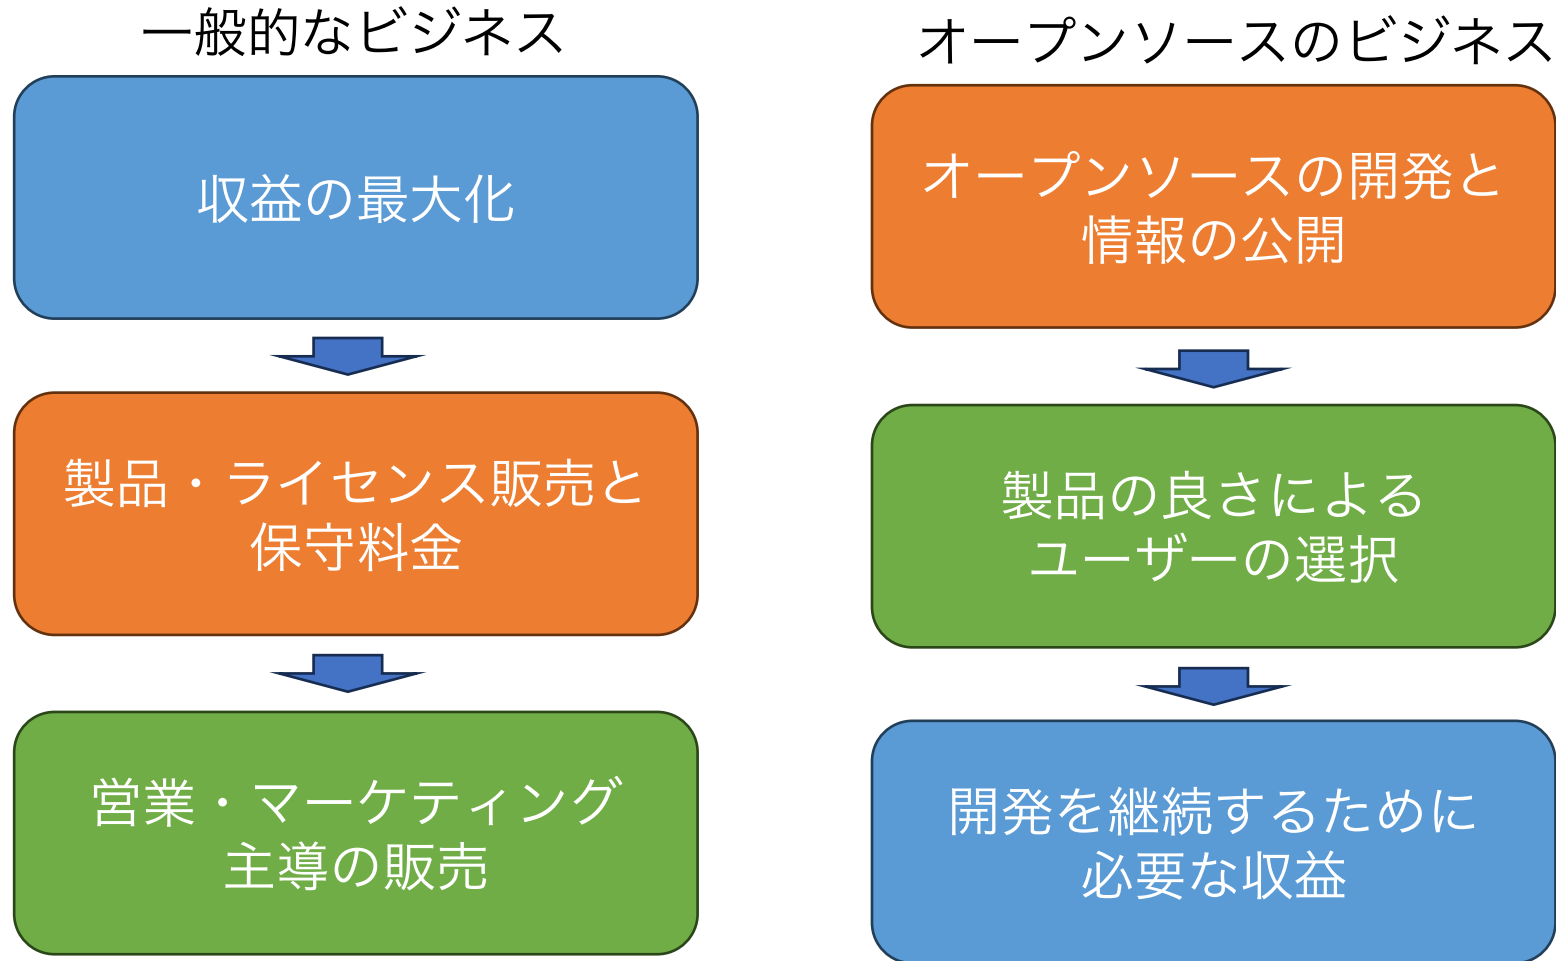 一般的なビジネス
収益の最大化
製品・ライセンス販売と
保守料金
営業・マーケティング
主導の販売
オープンソースのビジネス
オープンソースの開発と
情報の公開
製品の良さによる
ユーザーの選択
開発を継続するために
必要な収益